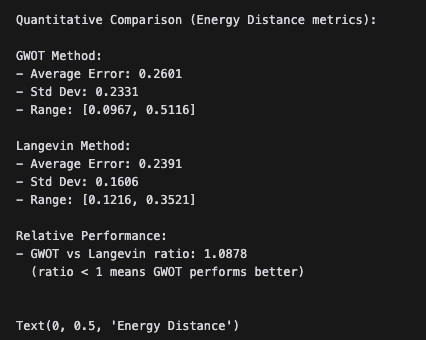 Quantitative Comparison (Energy Distance metrics):
GWOT Method:
- Average Error: 0.2601
- Std Dev: 0.2331
- Range: [0.0967, 0.5116]
Langevin Method:
- Average Error: 0.2391
- Std Dev: 0.1606
- Range: [0.1216, 0.3521]
Relative Performance:
- GWOT vs Langevin ratio: 1.0878
(ratio < 1 means GWOT performs better)
Text(0, 0.5, 'Energy Distance')